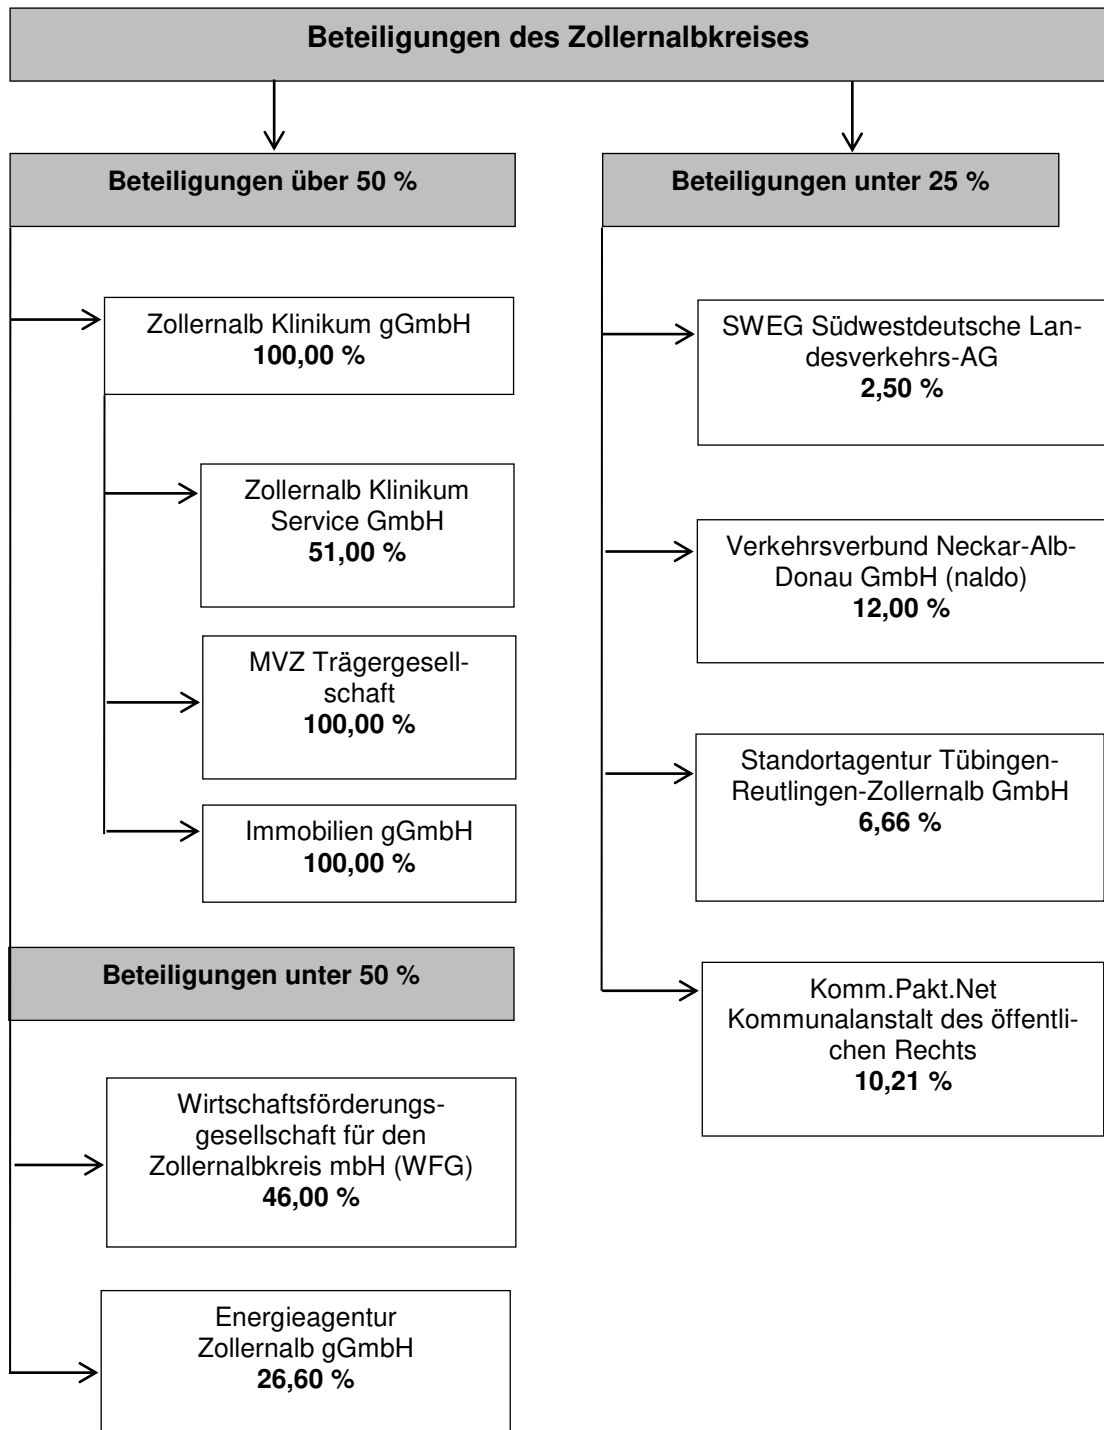 Beteiligungen des Zollernalbkreises
Beteiligungen über 50 %
Zollernalb Klinikum gGmbH
100,00 %
Zollernalb Klinikum
Service GmbH
51,00 %
MVZ Trägergesell-
schaft
100,00 %
Immobilien gGmbH
100,00 %
Beteiligungen unter 50 %
Wirtschaftsförderungs-
gesellschaft für den
Zollernalbkreis mbH (WFG)
46,00 %
Energieagentur
Zollernalb gGmbH
26,60 %
Beteiligungen unter 25 %
SWEG Südwestdeutsche Lan-
desverkehrs-AG
2,50 %
Verkehrsverbund Neckar-Alb-
Donau GmbH (naldo)
12,00 %
Standortagentur Tübingen-
Reutlingen-Zollernalb GmbH
6,66 %
Komm.Pakt.Net
Kommunalanstalt des öffentli-
chen Rechts
10,21 %